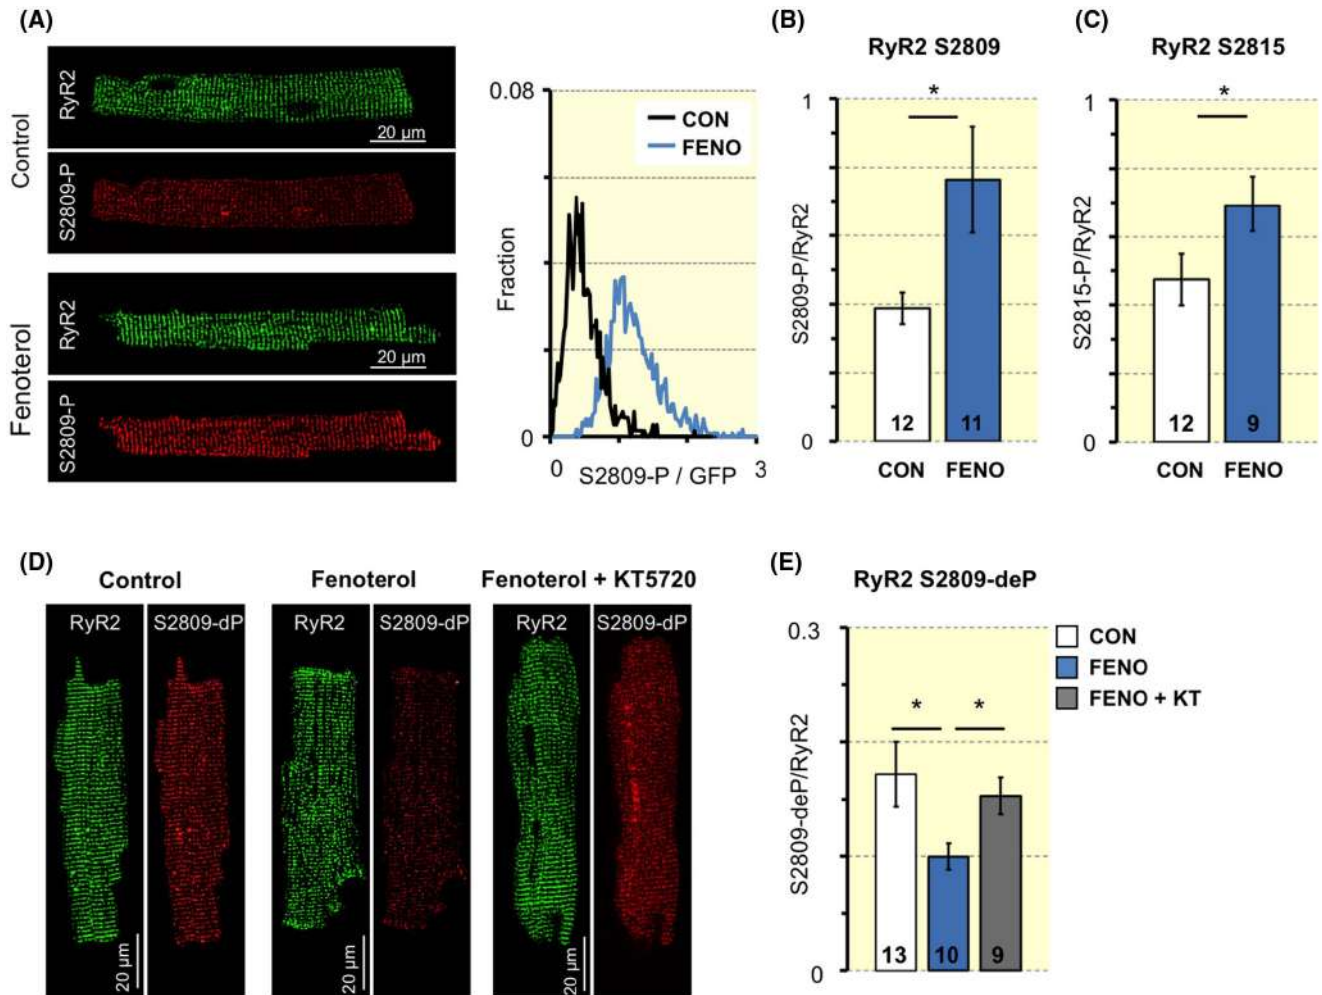 (A)
Control
RyR2
20 μm
S2809-P
Fenoterol
RyR2
20 μm
S2809-P
0.08
CON
FENO
Fraction
0
0
3
S2809-P / GFP
(B)
RyR2 S2809
*
1
S2809-P/RyR2
0
12
11
CON
FENO
(C)
RyR2 S2815
*
1
S2815-P/RyR2
0
12
9
CON
FENO
(D)
Control
RyR2
S2809-dP
20 μm
Fenoterol
RyR2
S2809-dP
20 μm
Fenoterol + KT5720
RyR2
S2809-dP
20 μm
(E)
RyR2 S2809-deP
0.3
CON
FENO
FENO + KT
* *
S2809-deP/RyR2
0
13
10
9